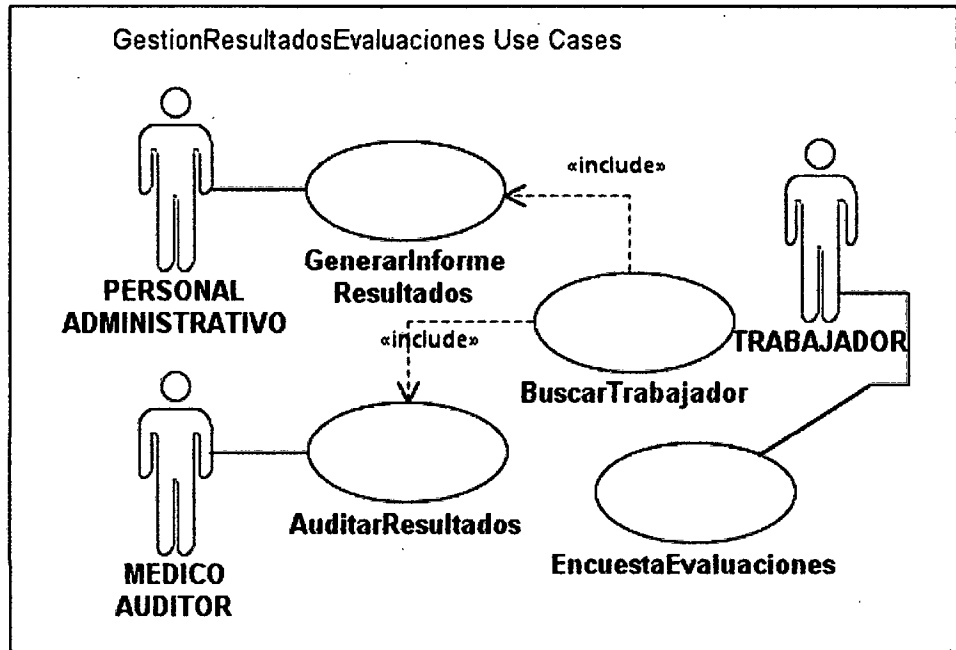 GestionResultadosEvaluaciones Use Cases
«include»
GenerarInforme
Resultados
PERSONAL
ADMINISTRATIVO
«include»
TRABAJADOR
BuscarTrabajador
AuditarResultados
EncuestaEvaluaciones
MEDICO
AUDITOR